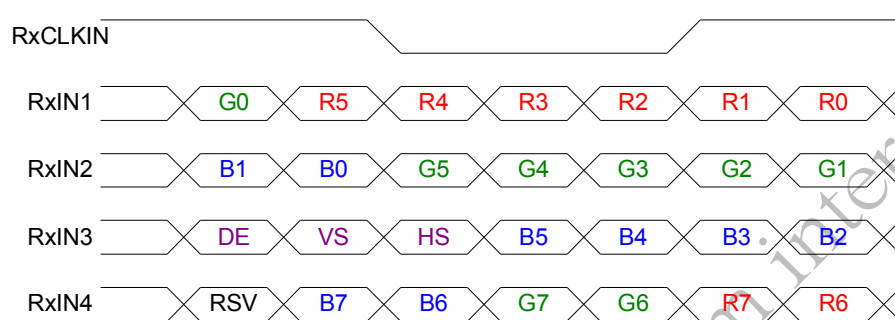 RxCLKIN
RxIN1 G0 R5 R4 R3 R2 R1 R0
RxIN2 B1 B0 G5 G4 G3 G2 G1
RxIN3 DE VS HS B5 B4 B3 B2
RxIN4 RSV B7 B6 G7 G6 R7 R6